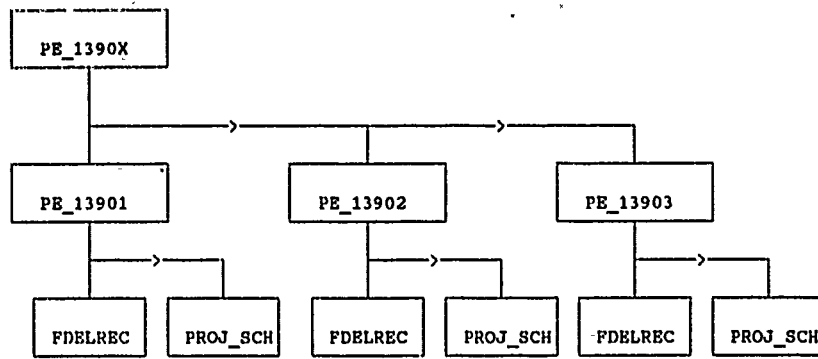 PE_1390X
PE_13901 PE_13902 PE_13903
FDELREC PROJ_SCH FDELREC PROJ_SCH FDELREC PROJ_SCH